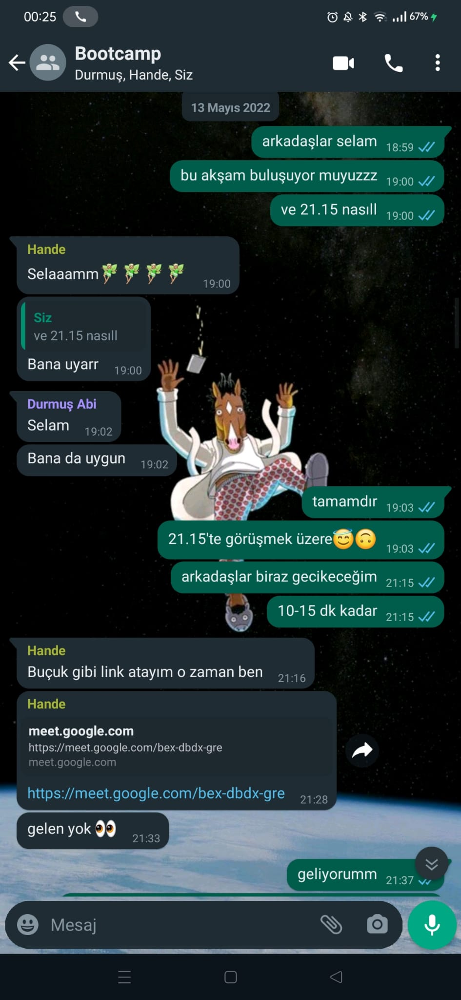 00:25
67%
Bootcamp
Durmuş, Hande, Siz
13 Mayıs 2022
arkadaşlar selam 18:59
bu akşam buluşuyor muyuzzz 19:00
ve 21.15 nasıll 19:00
Hande
Selaaamm🧚🧚🧚🧚 19:00
Siz
ve 21.15 nasıll
Bana uyarr 19:00
Durmuş Abi
Selam 19:02
Bana da uygun 19:02
tamamdır 19:03
21.15'te görüşmek üzere😇🙃 19:03
arkadaşlar biraz gecikeceğim 21:15
10-15 dk kadar 21:15
Hande
Buçuk gibi link atayım o zaman ben 21:16
Hande
meet.google.com
https://meet.google.com/bex-dbdx-gre
meet.google.com
https://meet.google.com/bex-dbdx-gre 21:28
gelen yok 👀 21:33
geliyorumm 21:37
Mesaj